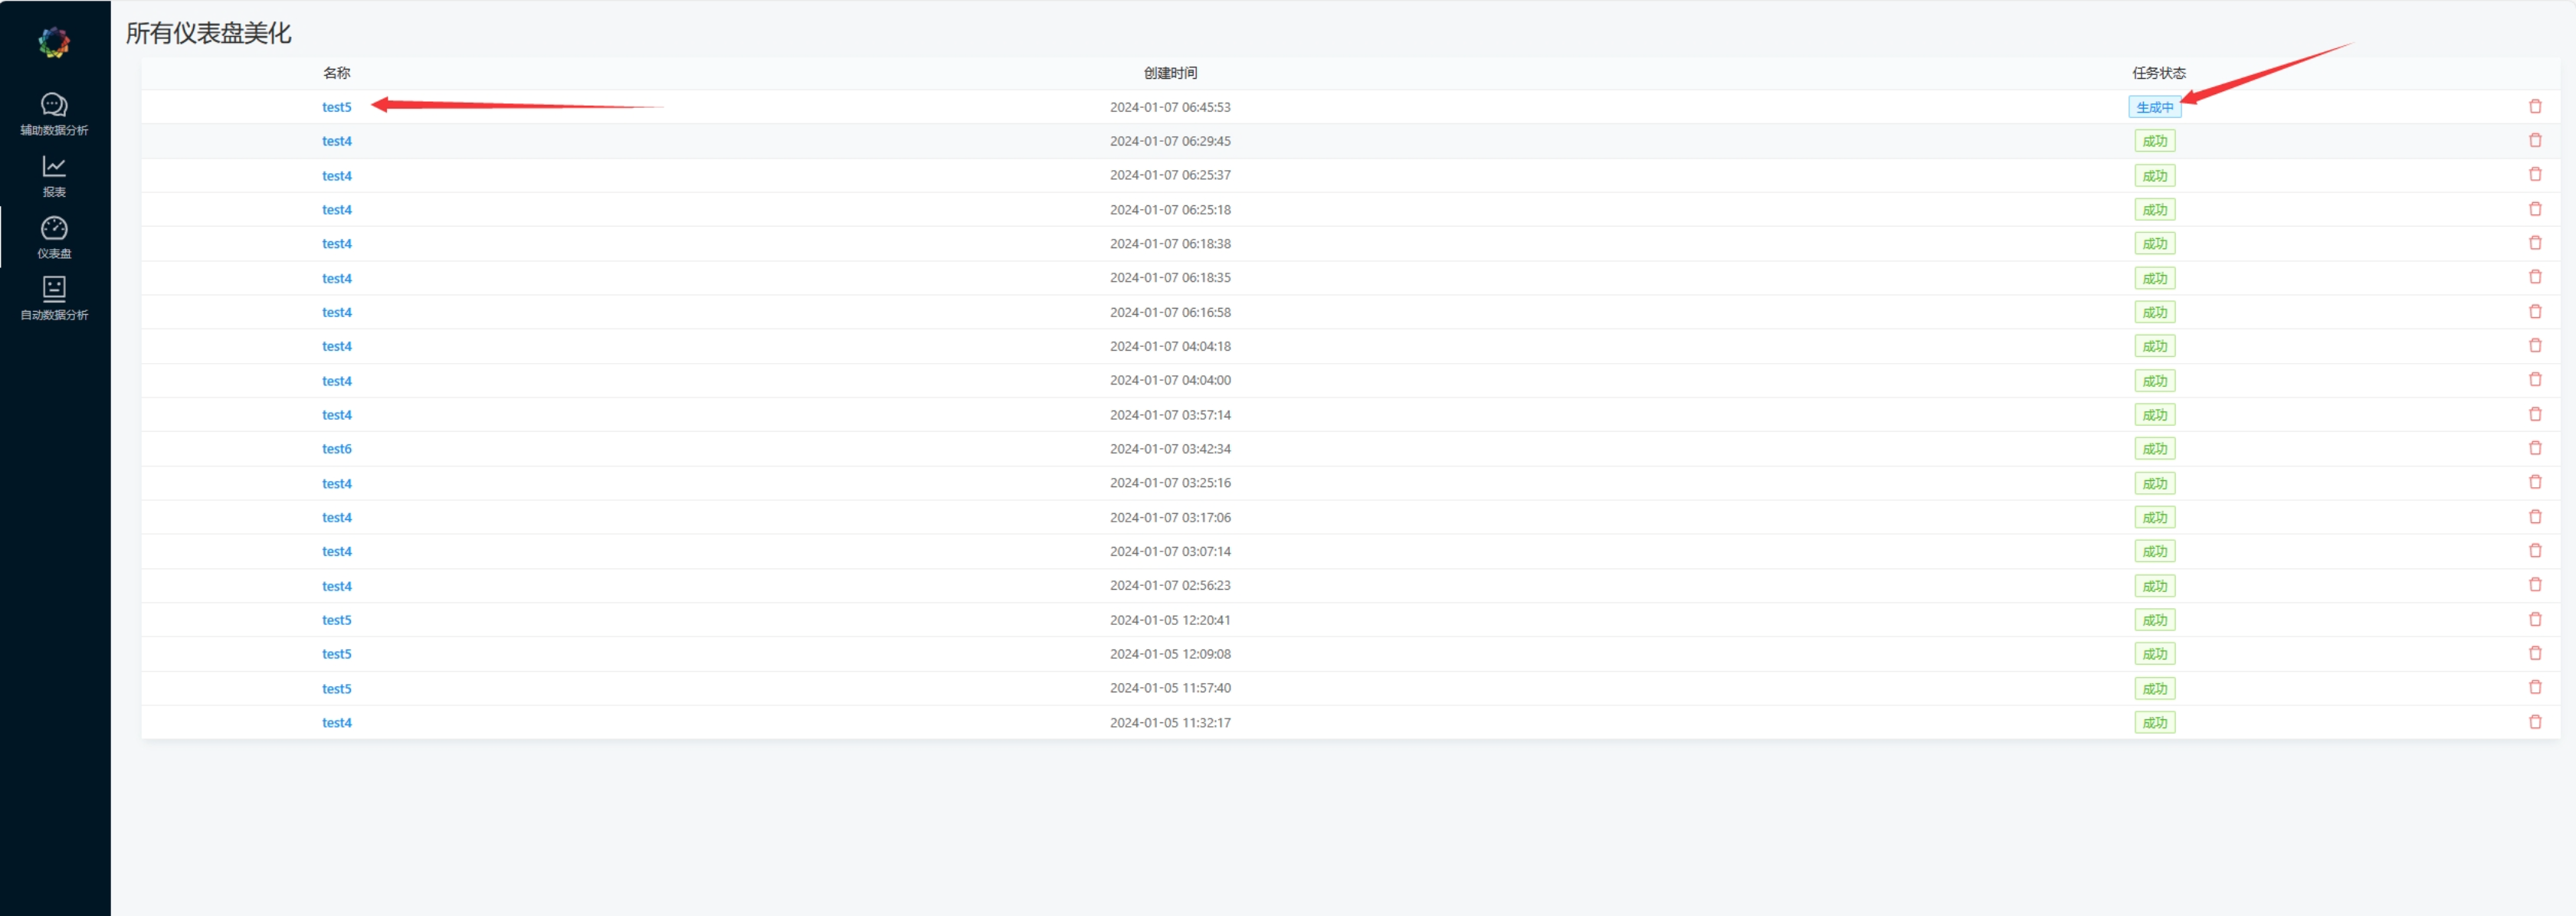 所有仪表盘美化
辅助数据分析
报表
仪表盘
自动数据分析
名称 创建时间 任务状态
test5 2024-01-07 06:45:53 生成中
test4 2024-01-07 06:29:45 成功
test4 2024-01-07 06:25:37 成功
test4 2024-01-07 06:25:18 成功
test4 2024-01-07 06:18:38 成功
test4 2024-01-07 06:18:35 成功
test4 2024-01-07 06:16:58 成功
test4 2024-01-07 04:04:18 成功
test4 2024-01-07 04:04:00 成功
test4 2024-01-07 03:57:14 成功
test6 2024-01-07 03:42:34 成功
test4 2024-01-07 03:25:16 成功
test4 2024-01-07 03:17:06 成功
test4 2024-01-07 03:07:14 成功
test4 2024-01-07 02:56:23 成功
test5 2024-01-05 12:20:41 成功
test5 2024-01-05 12:09:08 成功
test5 2024-01-05 11:57:40 成功
test4 2024-01-05 11:32:17 成功